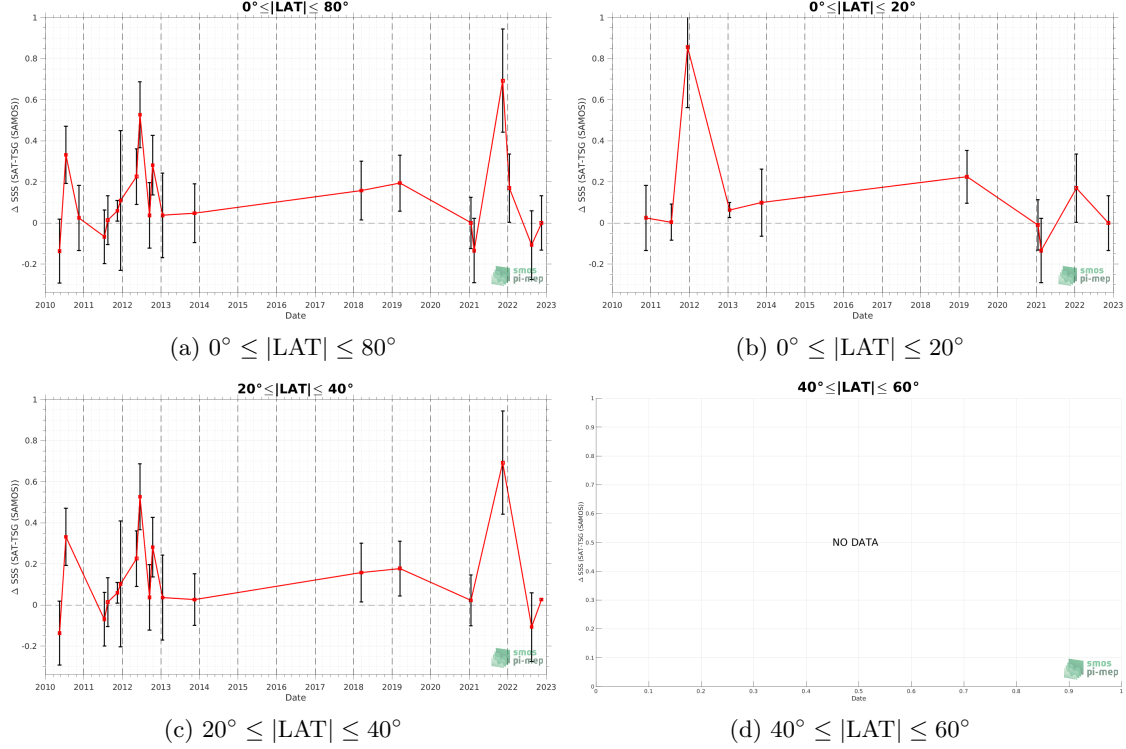 0°≤|LAT|≤ 80°
Δ SSS (SAT-TSG (SAMOS))
1
0.8
0.6
0.4
0.2
0
-0.2
2010 2011 2012 2013 2014 2015 2016 2017 2018 2019 2020 2021 2022 2023
Date
smos
pi-mep
(a) 0° ≤ |LAT| ≤ 80°
0°≤|LAT|≤ 20°
Δ SSS (SAT-TSG (SAMOS))
1
0.8
0.6
0.4
0.2
0
-0.2
2010 2011 2012 2013 2014 2015 2016 2017 2018 2019 2020 2021 2022 2023
Date
smos
pi-mep
(b) 0° ≤ |LAT| ≤ 20°
20°≤|LAT|≤ 40°
Δ SSS (SAT-TSG (SAMOS))
1
0.8
0.6
0.4
0.2
0
-0.2
2010 2011 2012 2013 2014 2015 2016 2017 2018 2019 2020 2021 2022 2023
Date
smos
pi-mep
(c) 20° ≤ |LAT| ≤ 40°
40°≤|LAT|≤ 60°
Δ SSS (SAT-TSG (SAMOS))
1
0.9
0.8
0.7
0.6
0.5
0.4
0.3
0.2
0.1
0
NO DATA
0 0.1 0.2 0.3 0.4 0.5 0.6 0.7 0.8 0.9 1
smos
pi-mep
(d) 40° ≤ |LAT| ≤ 60°